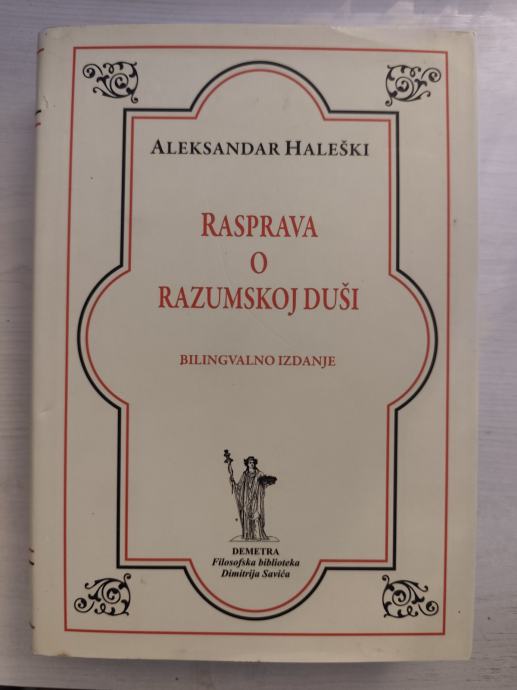 ALEKSANDAR HALEŠKI
RASPRAVA
O
RAZUMSKOJ DUŠI
BILINGVALNO IZDANJE
DEMETRA
Filosofska biblioteka
Dimitrija Savića